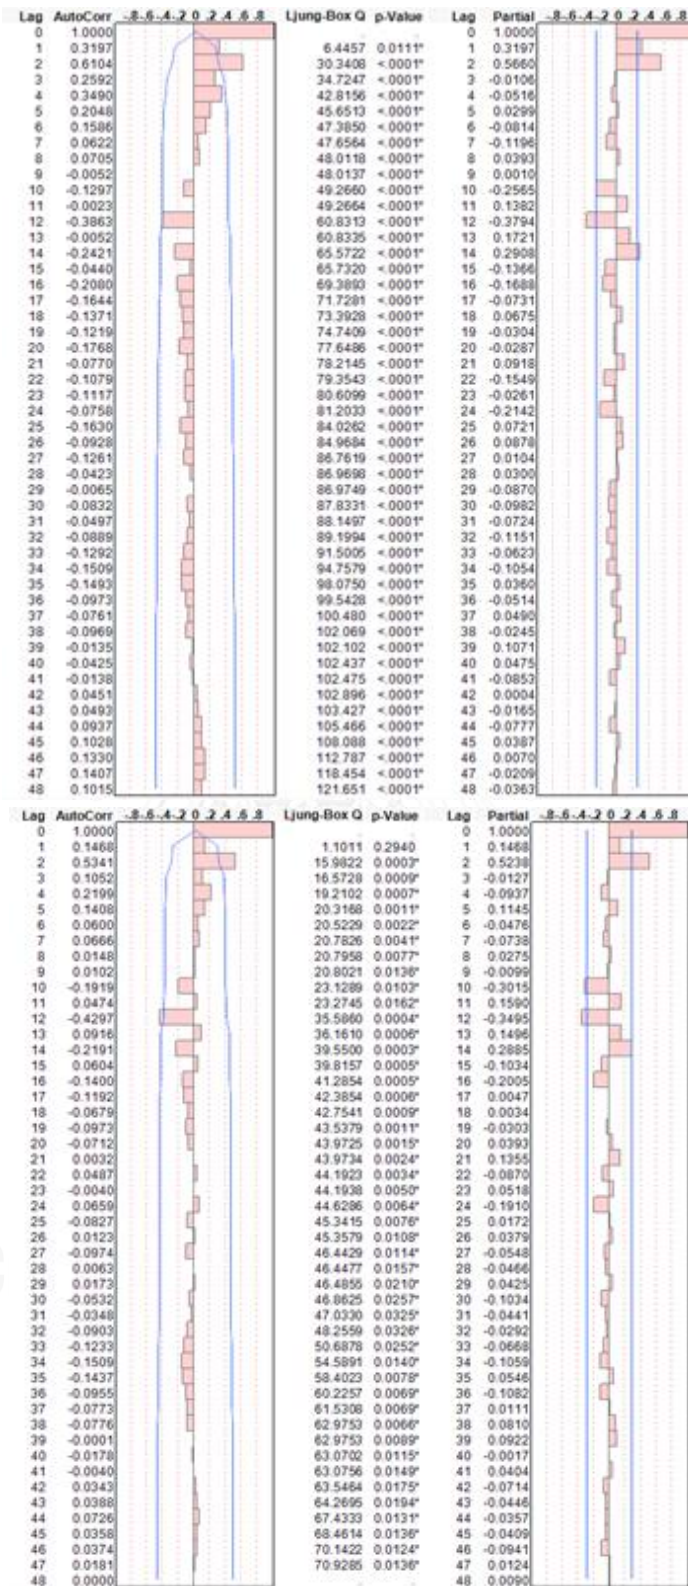 Lag AutoCorr -.8-.6-.4-.2 0 .2 .4 .6 .8 Ljung-Box Q p-Value Lag Partial -.8-.6-.4-.2 0 .2 .4 .6 .8
0 1.0000 . . 0 1.0000
1 0.3197 6.4457 0.0111* 1 0.3197
2 0.6104 30.3408 <.0001* 2 0.5660
3 0.2592 34.7247 <.0001* 3 -0.0106
4 0.3490 42.8156 <.0001* 4 -0.0516
5 0.2048 45.6513 <.0001* 5 0.0299
6 0.1586 47.3850 <.0001* 6 -0.0814
7 0.0622 47.6564 <.0001* 7 -0.1196
8 0.0705 48.0118 <.0001* 8 0.0393
9 -0.0052 48.0137 <.0001* 9 0.0010
10 -0.1297 49.2660 <.0001* 10 -0.2565
11 -0.0023 49.2664 <.0001* 11 0.1382
12 -0.3863 60.8313 <.0001* 12 -0.3794
13 -0.0052 60.8335 <.0001* 13 0.1721
14 -0.2421 65.5722 <.0001* 14 0.2908
15 -0.0440 65.7320 <.0001* 15 -0.1366
16 -0.2080 69.3893 <.0001* 16 -0.1688
17 -0.1644 71.7281 <.0001* 17 -0.0731
18 -0.1371 73.3928 <.0001* 18 0.0675
19 -0.1219 74.7409 <.0001* 19 -0.0304
20 -0.1768 77.6486 <.0001* 20 -0.0287
21 -0.0770 78.2145 <.0001* 21 0.0918
22 -0.1079 79.3543 <.0001* 22 -0.1549
23 -0.1117 80.6099 <.0001* 23 -0.0261
24 -0.0758 81.2033 <.0001* 24 -0.2142
25 -0.1630 84.0262 <.0001* 25 0.0721
26 -0.0928 84.9684 <.0001* 26 0.0878
27 -0.1261 86.7619 <.0001* 27 0.0104
28 -0.0423 86.9698 <.0001* 28 0.0300
29 -0.0065 86.9749 <.0001* 29 -0.0870
30 -0.0832 87.8331 <.0001* 30 -0.0982
31 -0.0497 88.1497 <.0001* 31 -0.0724
32 -0.0889 89.1994 <.0001* 32 -0.1151
33 -0.1292 91.5005 <.0001* 33 -0.0623
34 -0.1509 94.7579 <.0001* 34 -0.1054
35 -0.1493 98.0750 <.0001* 35 0.0360
36 -0.0973 99.5428 <.0001* 36 -0.0514
37 -0.0761 100.480 <.0001* 37 0.0490
38 -0.0969 102.069 <.0001* 38 -0.0245
39 -0.0135 102.102 <.0001* 39 0.1071
40 -0.0425 102.437 <.0001* 40 0.0475
41 -0.0138 102.475 <.0001* 41 -0.0853
42 0.0451 102.896 <.0001* 42 0.0004
43 0.0493 103.427 <.0001* 43 -0.0165
44 0.0937 105.466 <.0001* 44 -0.0777
45 0.1028 108.088 <.0001* 45 0.0387
46 0.1330 112.787 <.0001* 46 0.0070
47 0.1407 118.454 <.0001* 47 -0.0209
48 0.1015 121.651 <.0001* 48 -0.0363
Lag AutoCorr -.8-.6-.4-.2 0 .2 .4 .6 .8 Ljung-Box Q p-Value Lag Partial -.8-.6-.4-.2 0 .2 .4 .6 .8
0 1.0000 . . 0 1.0000
1 0.1468 1.1011 0.2940 1 0.1468
2 0.5341 15.9822 0.0003* 2 0.5238
3 0.1052 16.5728 0.0009* 3 -0.0127
4 0.2199 19.2102 0.0007* 4 -0.0937
5 0.1408 20.3168 0.0011* 5 0.1145
6 0.0600 20.5229 0.0022* 6 -0.0476
7 0.0666 20.7826 0.0041* 7 -0.0738
8 0.0148 20.7958 0.0077* 8 0.0275
9 0.0102 20.8021 0.0136* 9 -0.0099
10 -0.1919 23.1289 0.0103* 10 -0.3015
11 0.0474 23.2745 0.0162* 11 0.1590
12 -0.4297 35.5860 0.0004* 12 -0.3495
13 0.0916 36.1610 0.0006* 13 0.1496
14 -0.2191 39.5500 0.0003* 14 0.2885
15 0.0604 39.8157 0.0005* 15 -0.1034
16 -0.1400 41.2854 0.0005* 16 -0.2005
17 -0.1192 42.3854 0.0006* 17 0.0047
18 -0.0679 42.7541 0.0009* 18 0.0034
19 -0.0973 43.5379 0.0011* 19 -0.0303
20 -0.0712 43.9725 0.0015* 20 0.0393
21 0.0032 43.9734 0.0024* 21 0.1355
22 0.0487 44.1923 0.0034* 22 -0.0870
23 -0.0040 44.1938 0.0050* 23 0.0518
24 0.0659 44.6286 0.0064* 24 -0.1910
25 -0.0827 45.3415 0.0076* 25 0.0172
26 0.0123 45.3579 0.0108* 26 0.0379
27 -0.0974 46.4429 0.0114* 27 -0.0548
28 0.0063 46.4477 0.0157* 28 -0.0466
29 0.0173 46.4855 0.0210* 29 0.0425
30 -0.0532 46.8625 0.0257* 30 -0.1034
31 -0.0348 47.0330 0.0325* 31 -0.0441
32 -0.0903 48.2559 0.0326* 32 -0.0292
33 -0.1233 50.6878 0.0252* 33 -0.0668
34 -0.1509 54.5891 0.0140* 34 -0.1059
35 -0.1437 58.4023 0.0078* 35 0.0546
36 -0.0955 60.2257 0.0069* 36 -0.1082
37 -0.0773 61.5308 0.0069* 37 0.0111
38 -0.0776 62.9753 0.0066* 38 0.0810
39 -0.0001 62.9753 0.0089* 39 0.0922
40 -0.0178 63.0702 0.0115* 40 -0.0017
41 -0.0040 63.0756 0.0149* 41 0.0404
42 0.0343 63.5464 0.0175* 42 -0.0714
43 0.0388 64.2695 0.0194* 43 -0.0446
44 0.0726 67.4333 0.0131* 44 -0.0357
45 0.0358 68.4614 0.0136* 45 -0.0409
46 0.0374 70.1422 0.0124* 46 -0.0941
47 0.0181 70.9285 0.0136* 47 0.0124
48 0.0000 . . 48 0.0090